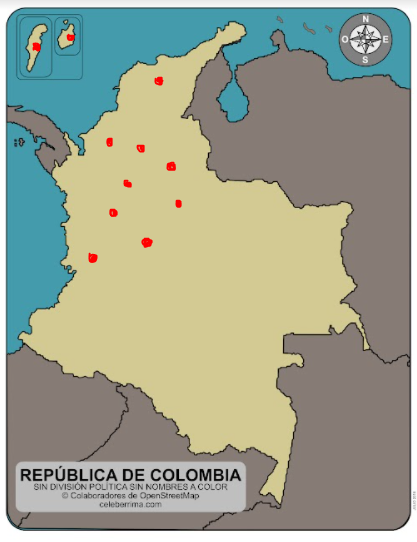 N
O E
S
REPÚBLICA DE COLOMBIA
SIN DIVISIÓN POLÍTICA SIN NOMBRES A COLOR
© Colaboradores de OpenStreetMap
celeberrima.com